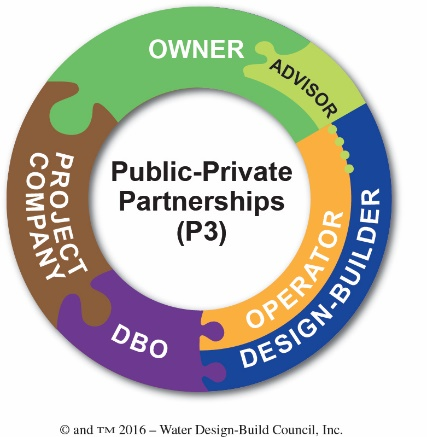 OWNER
ADVISOR
PROJECT
COMPANY
Public-Private
Partnerships
(P3)
OPERATOR
DESIGN-BUILDER
DBO
© and ™ 2016 – Water Design-Build Council, Inc.